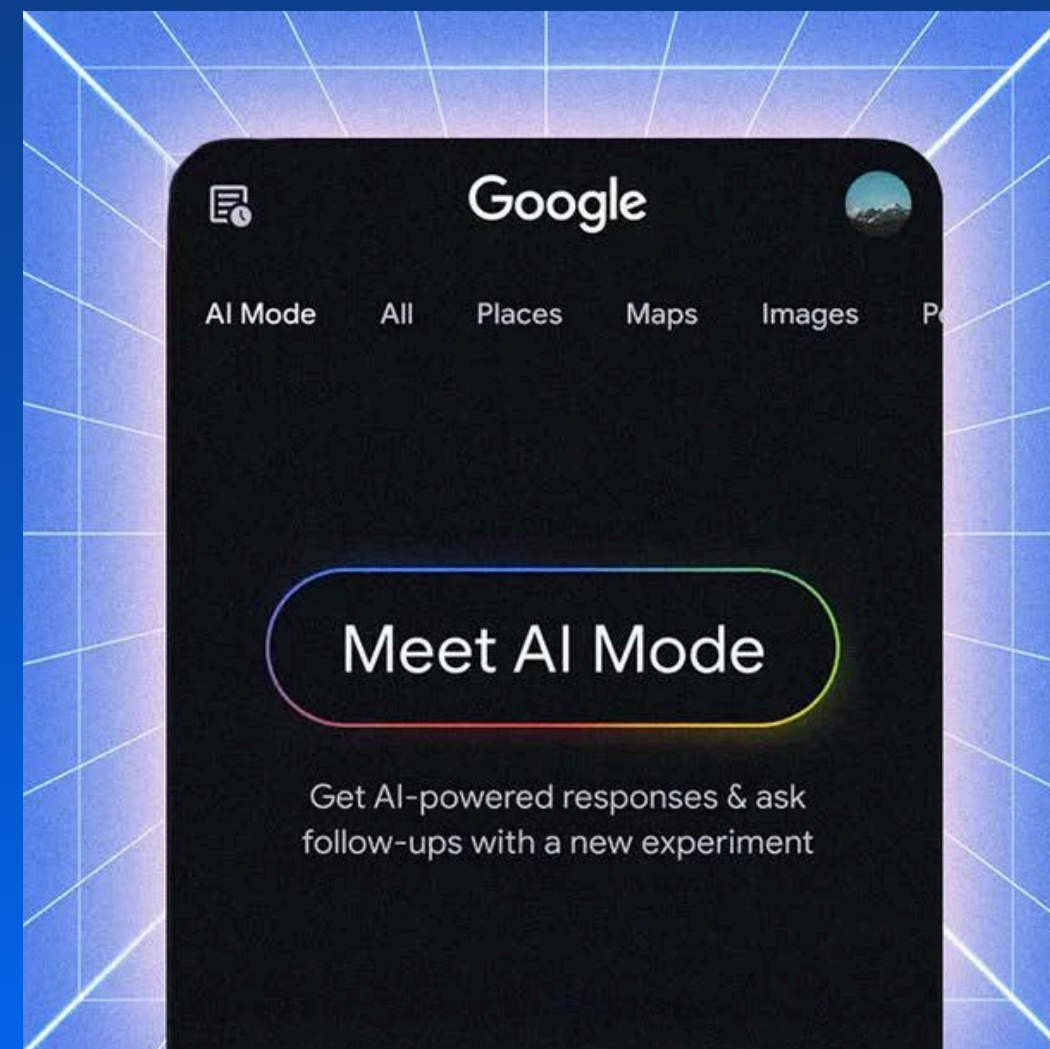 Google
AI Mode All Places Maps Images
Meet AI Mode
Get AI-powered responses & ask
follow-ups with a new experiment